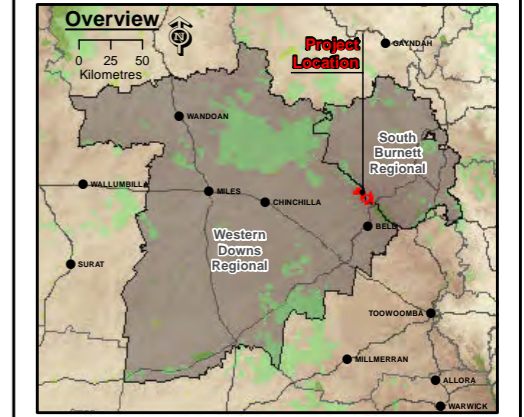 Overview
N
0 25 50
Kilometres
Project
Location
GAYNDAH
WANDOAN
South
Burnett
Regional
WALLUMBILLA
MILES
CHINCHILLA
BELL
Western
Downs
Regional
SURAT
TOOWOOMBA
MILLMERRAN
ALLORA
WARWICK